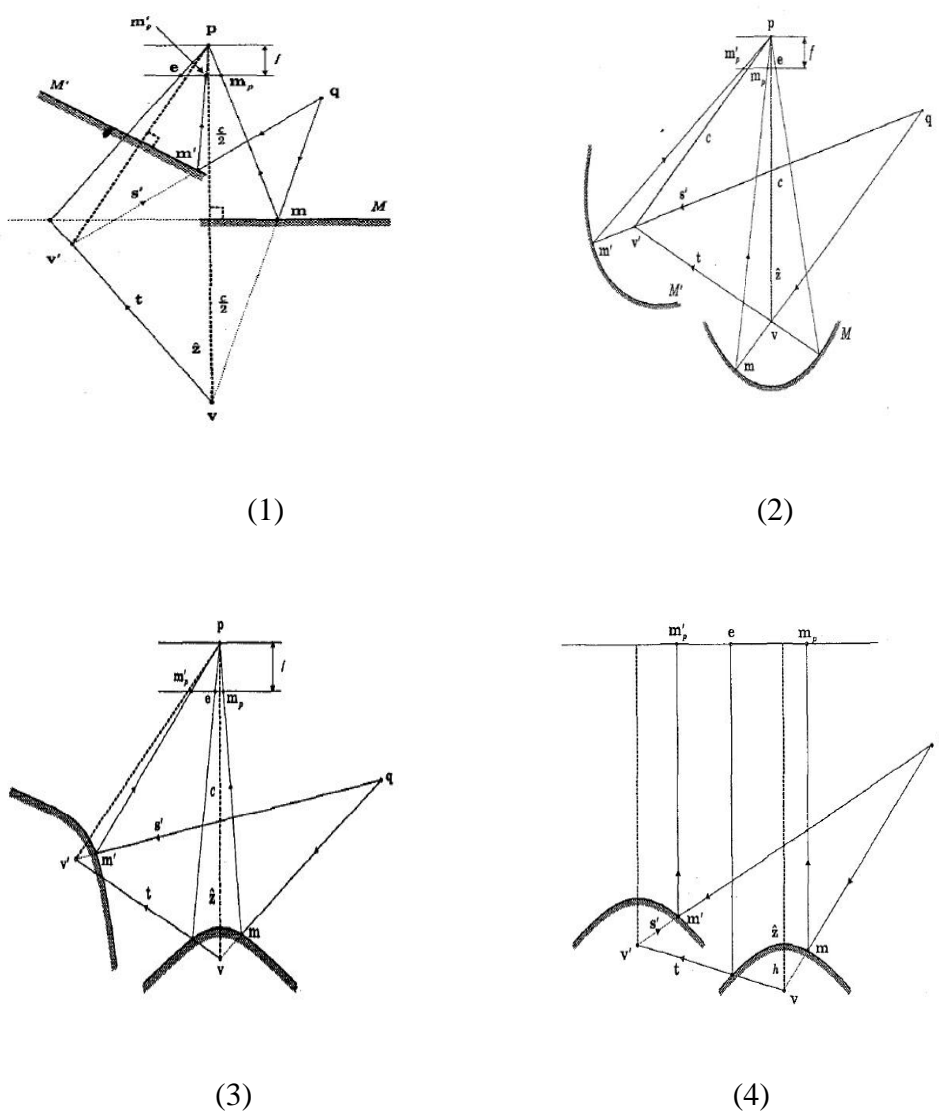 m′ₚ
p
f
e
mₚ
M′
q
c/2
m′
s′
m
M
v′
t
c/2
ẑ
v
(1)
p
f
m′ₚ
e
mₚ
q
c
c
s′
m′
v′
t
ẑ
M′
v
M
m
(2)
p
f
m′ₚ
e
mₚ
q
c
s′
v′
m′
t
ẑ
m
v
(3)
m′ₚ
e
mₚ
s′
m′
ẑ
m
v′
t
h
v
(4)